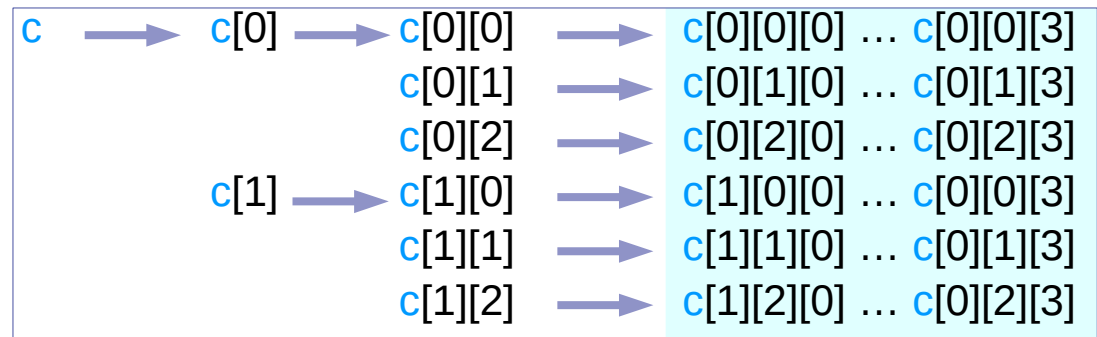 c c[0] c[0][0] c[0][0][0] … c[0][0][3]
c[0][1] c[0][1][0] … c[0][1][3]
c[0][2] c[0][2][0] … c[0][2][3]
c[1] c[1][0] c[1][0][0] … c[0][0][3]
c[1][1] c[1][1][0] … c[0][1][3]
c[1][2] c[1][2][0] … c[0][2][3]